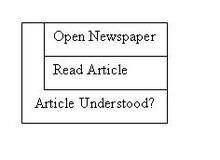 Open Newspaper
Read Article
Article Understood?